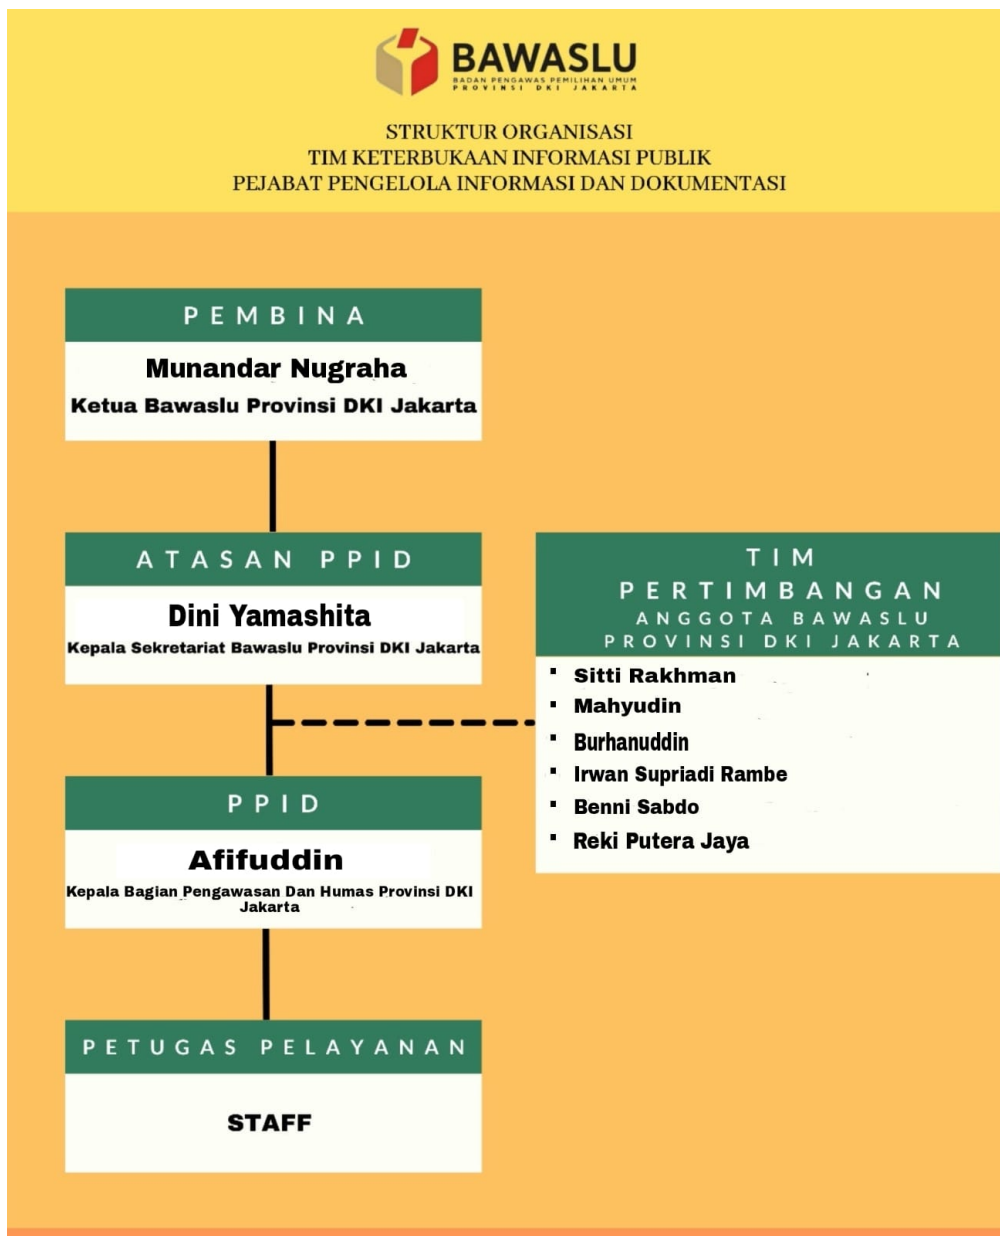 BAWASLU
BADAN PENGAWAS PEMILIHAN UMUM
PROVINSI DKI JAKARTA
STRUKTUR ORGANISASI
TIM KETERBUKAAN INFORMASI PUBLIK
PEJABAT PENGELOLA INFORMASI DAN DOKUMENTASI
PEMBINA
Munandar Nugraha
Ketua Bawaslu Provinsi DKI Jakarta
ATASAN PPID
Dini Yamashita
Kepala Sekretariat Bawaslu Provinsi DKI Jakarta
TIM
PERTIMBANGAN
ANGGOTA BAWASLU
PROVINSI DKI JAKARTA
▪ Sitti Rakhman
▪ Mahyudin
▪ Burhanuddin
▪ Irwan Supriadi Rambe
▪ Benni Sabdo
▪ Reki Putera Jaya
PPID
Afifuddin
Kepala Bagian Pengawasan Dan Humas Provinsi DKI
Jakarta
PETUGAS PELAYANAN
STAFF